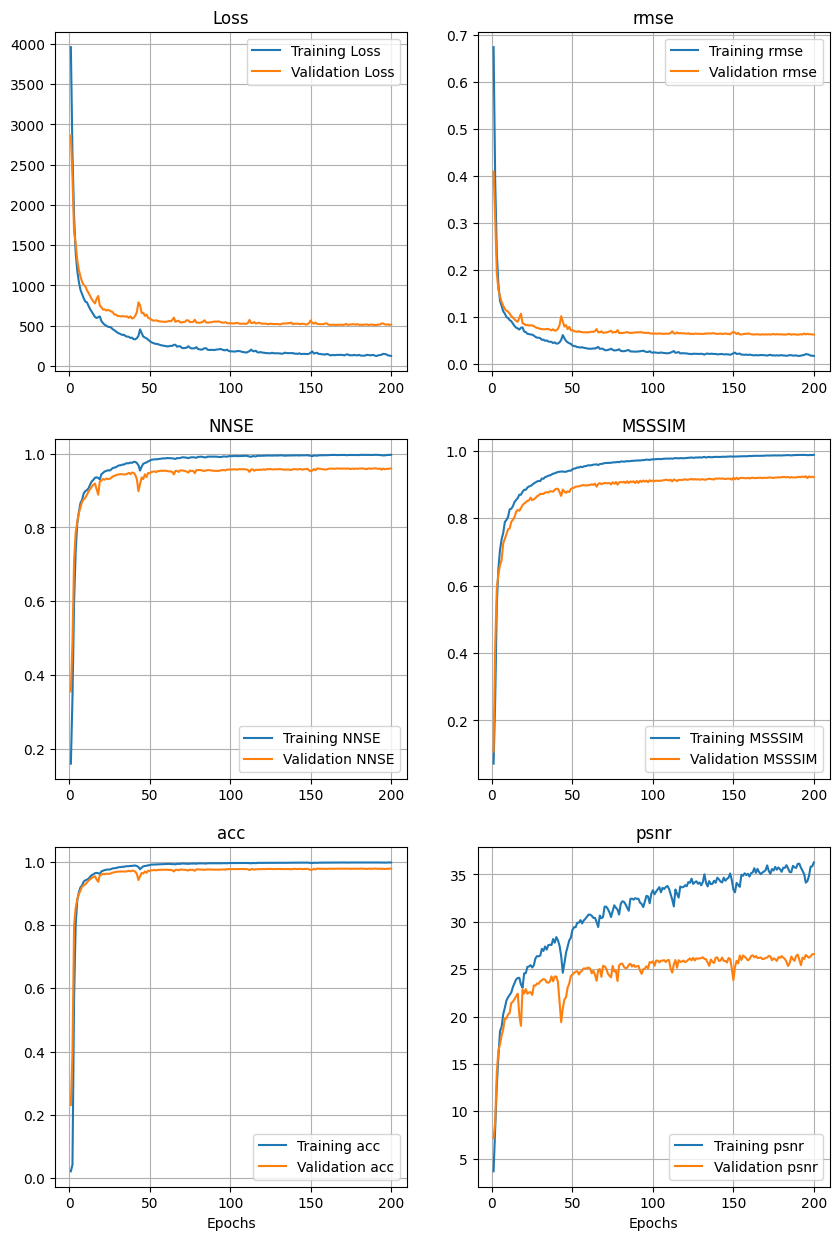 Loss
4000
3500
3000
2500
2000
1500
1000
500
0
0 50 100 150 200
Training Loss
Validation Loss
rmse
0.7
0.6
0.5
0.4
0.3
0.2
0.1
0.0
0 50 100 150 200
Training rmse
Validation rmse
NNSE
1.0
0.8
0.6
0.4
0.2
0 50 100 150 200
Training NNSE
Validation NNSE
MSSSIM
1.0
0.8
0.6
0.4
0.2
0 50 100 150 200
Training MSSSIM
Validation MSSSIM
acc
1.0
0.8
0.6
0.4
0.2
0.0
0 50 100 150 200
Training acc
Validation acc
Epochs
psnr
35
30
25
20
15
10
5
0 50 100 150 200
Training psnr
Validation psnr
Epochs